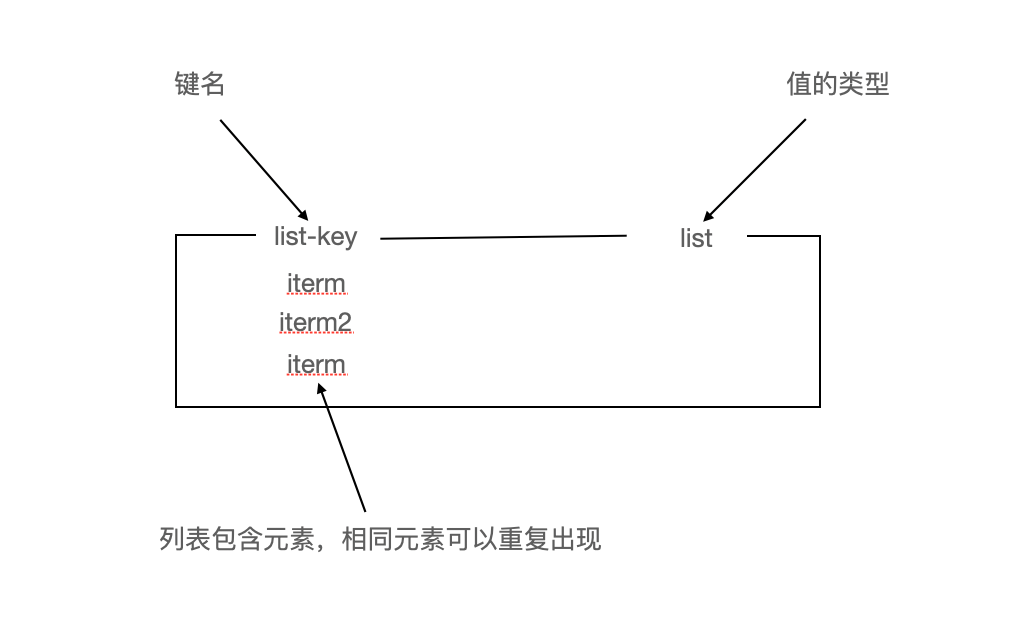 键名
值的类型
list-key
list
iterm
iterm2
iterm
列表包含元素，相同元素可以重复出现